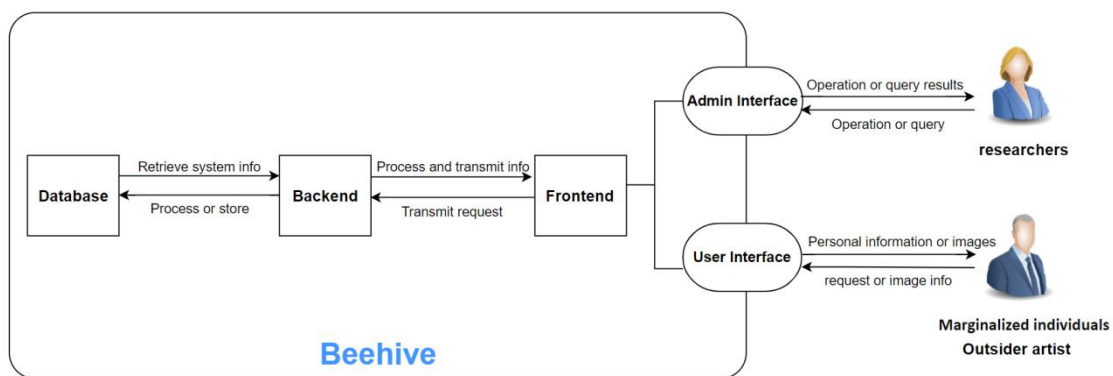 Admin Interface
Operation or query results
Operation or query
researchers
Database
Retrieve system info
Process or store
Backend
Process and transmit info
Transmit request
Frontend
User Interface
Personal information or images
request or image info
Marginalized individuals
Outsider artist
Beehive